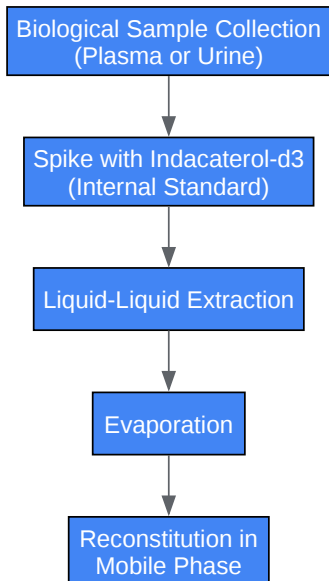 Biological Sample Collection
(Plasma or Urine)
Spike with Indacaterol-d3
(Internal Standard)
Liquid-Liquid Extraction
Evaporation
Reconstitution in
Mobile Phase